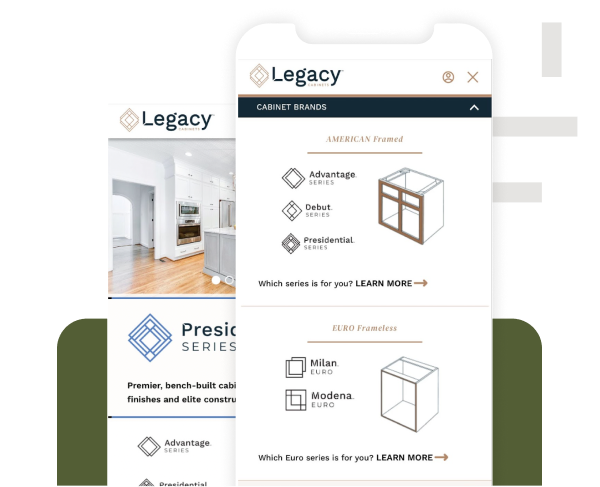 Legacy
CABINETS
CABINET BRANDS
AMERICAN Framed
Advantage.
SERIES
Debut.
SERIES
Presidential.
SERIES
Which series is for you? LEARN MORE
EURO Frameless
Milan.
EURO
Modena.
EURO
Which Euro series is for you? LEARN MORE
Legacy
CABINETS
Presid
SERIES
Premier, bench-built cabi
finishes and elite constru
Advantage.
SERIES
Presidential